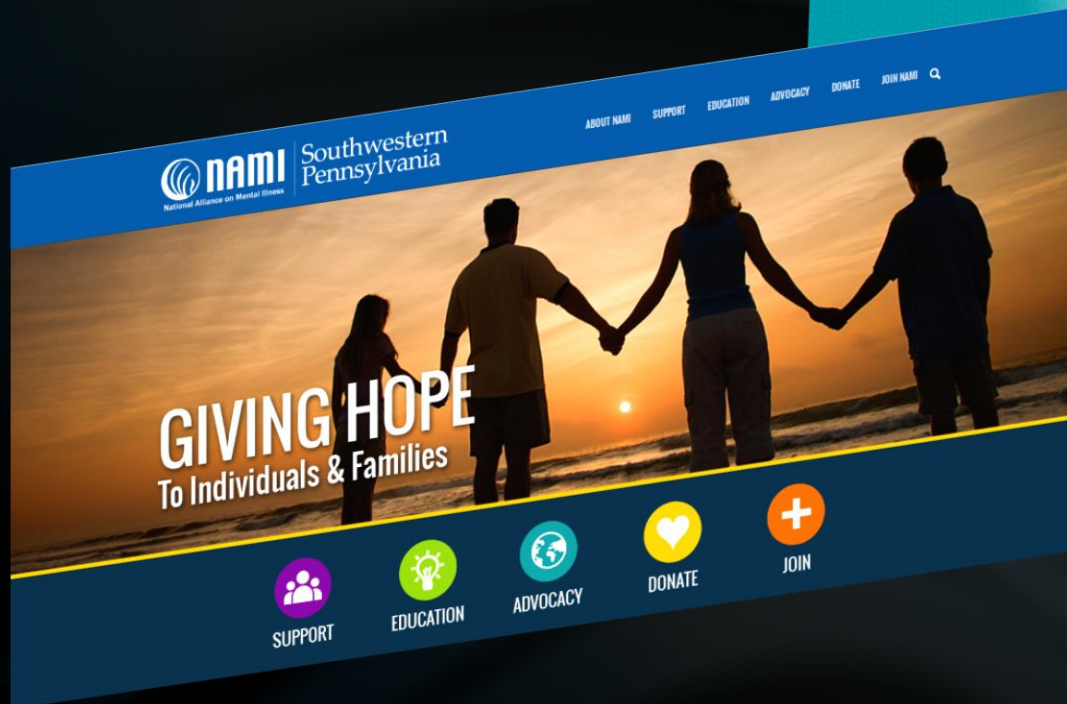 NAMI
National Alliance on Mental Illness
Southwestern
Pennsylvania
ABOUT NAMI
SUPPORT
EDUCATION
ADVOCACY
DONATE
JOIN NAMI
GIVING HOPE
To Individuals & Families
SUPPORT
EDUCATION
ADVOCACY
DONATE
JOIN